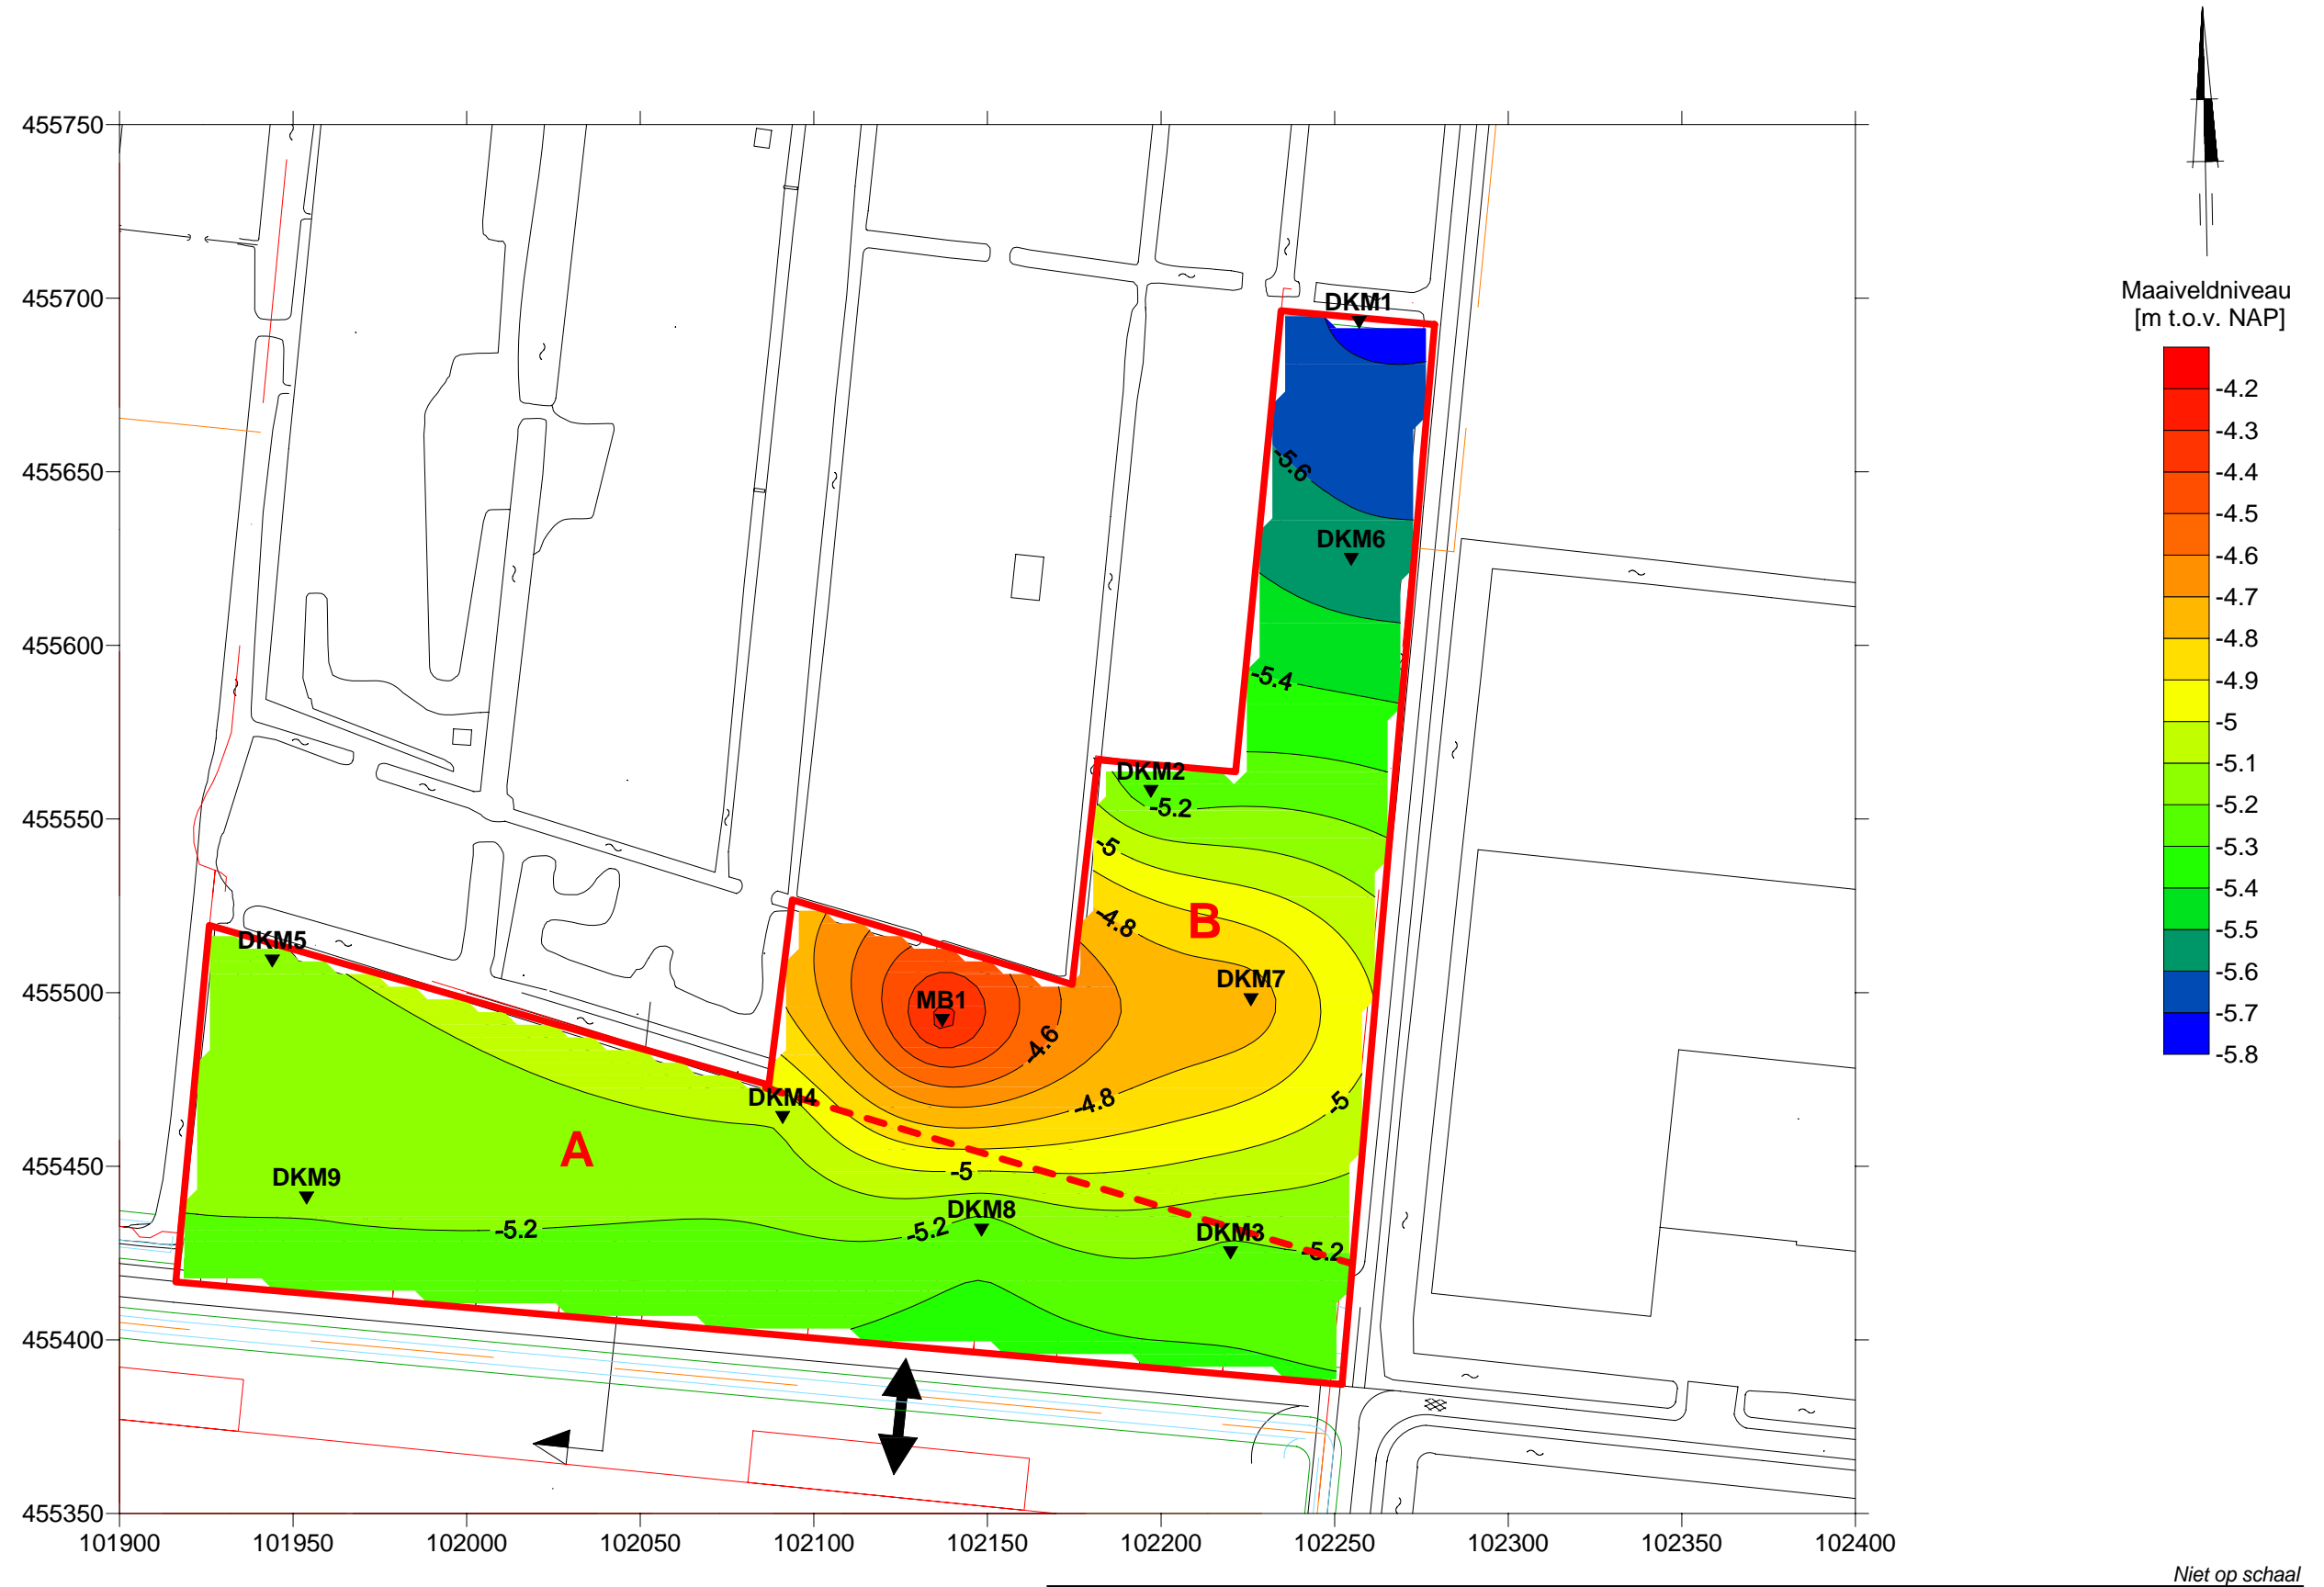 455750
455700
455650
455600
455550
455500
455450
455400
455350
101900 101950 102000 102050 102100 102150 102200 102250 102300 102350 102400
DKM1
-5.6
DKM6
-5.4
DKM2
-5.2
-5
-4.8
B
DKM5
DKM7
MB1
-4.6
DKM4
-4.8
-5
A
-5
DKM9
DKM8
-5.2
-5.2
DKM3
-5.2
Maaiveldniveau
[m t.o.v. NAP]
-4.2
-4.3
-4.4
-4.5
-4.6
-4.7
-4.8
-4.9
-5
-5.1
-5.2
-5.3
-5.4
-5.5
-5.6
-5.7
-5.8
Niet op schaal